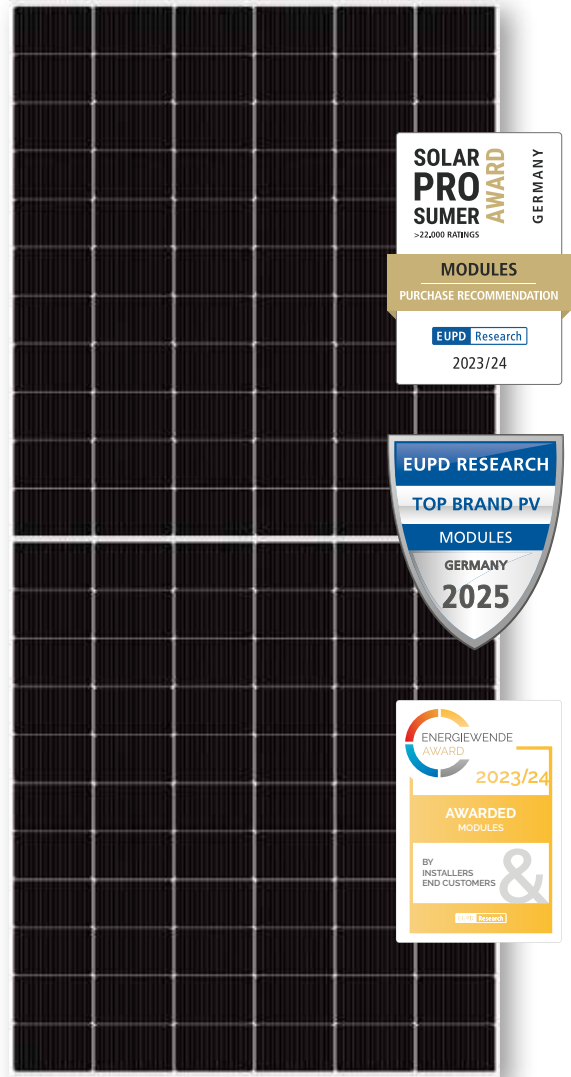 SOLAR
PRO
SUMER
AWARD
GERMANY
>22.000 RATINGS
MODULES
PURCHASE RECOMMENDATION
EUPD Research
2023/24
EUPD RESEARCH
TOP BRAND PV
MODULES
GERMANY
2025
ENERGIEWENDE
AWARD
2023/24
AWARDED
MODULES
BY
INSTALLERS
END CUSTOMERS
&
EUPD Research